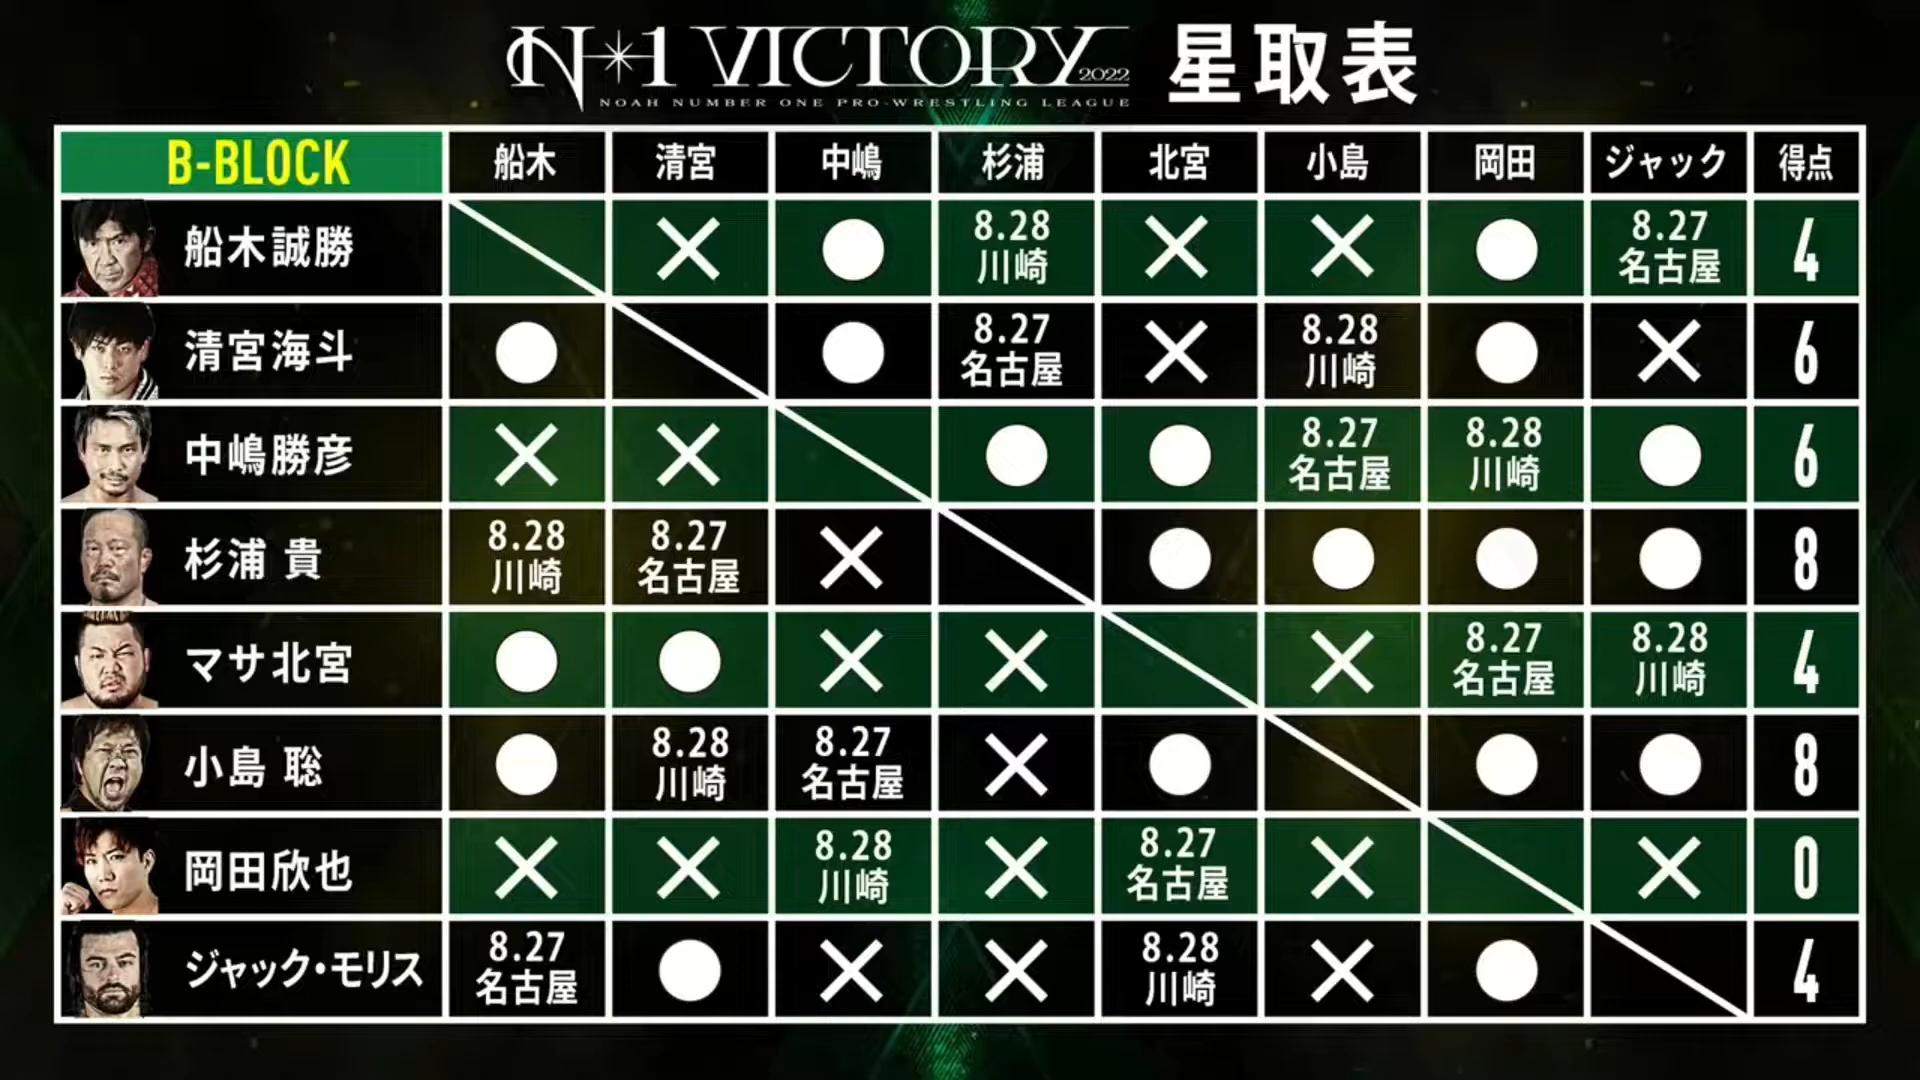 N*1 VICTORY 2022 星取表
NOAH NUMBER ONE PRO-WRESTLING LEAGUE
B-BLOCK 船木 清宮 中嶋 杉浦 北宮 小島 岡田 ジャック 得点
船木誠勝 × ● 8.28 川崎 × × ● 8.27 名古屋 4
清宮海斗 ● ● 8.27 名古屋 × 8.28 川崎 ● × 6
中嶋勝彦 × × ● ● 8.27 名古屋 8.28 川崎 ● 6
杉浦 貴 8.28 川崎 8.27 名古屋 × ● ● ● ● 8
マサ北宮 ● ● × × × 8.27 名古屋 8.28 川崎 4
小島 聡 ● 8.28 川崎 8.27 名古屋 × ● ● ● 8
岡田欣也 × × 8.28 川崎 × 8.27 名古屋 × × 0
ジャック・モリス 8.27 名古屋 ● × × 8.28 川崎 × ● 4